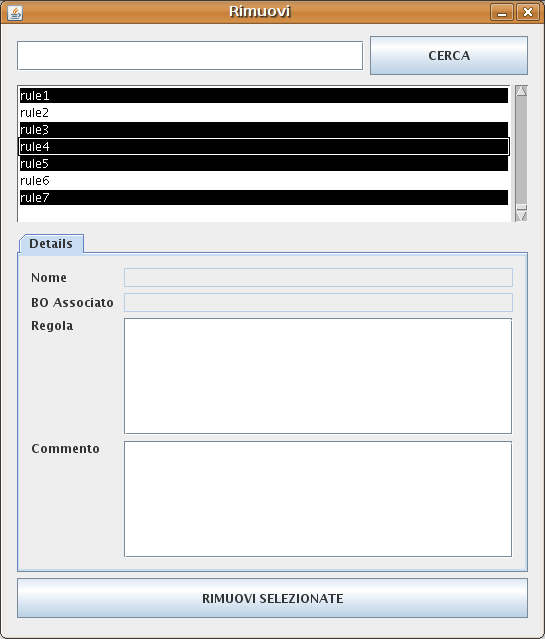 Rimuovi
CERCA
rule1
rule2
rule3
rule4
rule5
rule6
rule7
Details
Nome
BO Associato
Regola
Commento
RIMUOVI SELEZIONATE